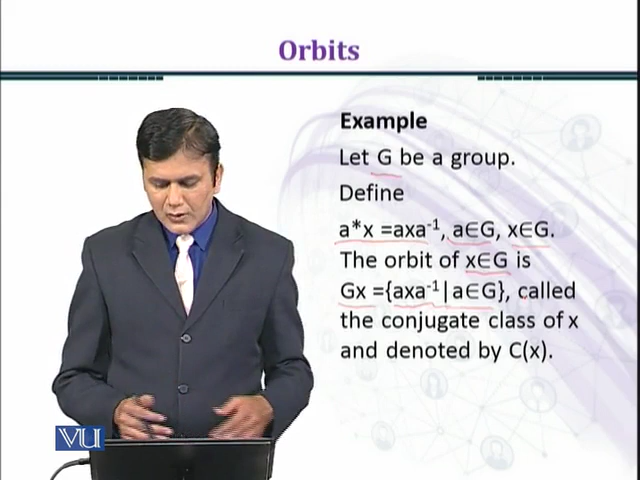 Orbits
Example
Let G be a group.
Define
a*x =axa⁻¹, a∈G, x∈G.
The orbit of x∈G is
Gx ={axa⁻¹|a∈G}, called
the conjugate class of x
and denoted by C(x).
VU